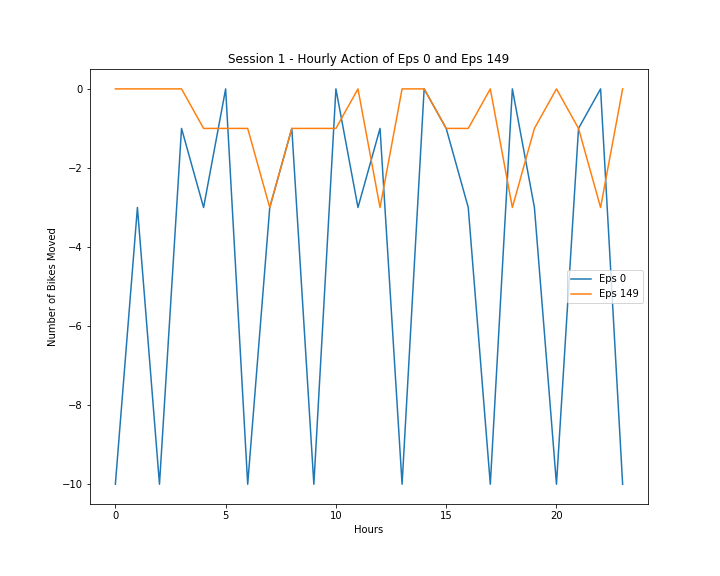 Session 1 - Hourly Action of Eps 0 and Eps 149
Number of Bikes Moved
0
−2
−4
−6
−8
−10
0
5
10
15
20
Hours
Eps 0
Eps 149